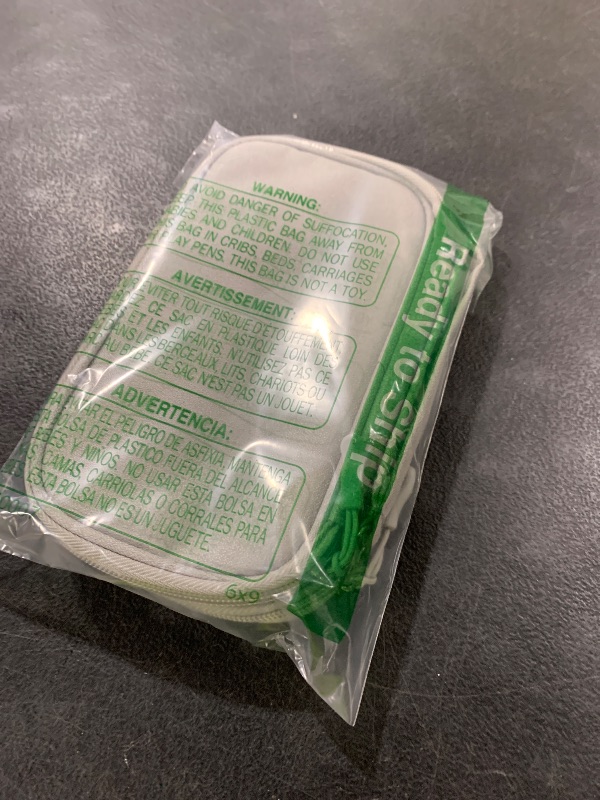 WARNING:
AVOID DANGER OF SUFFOCATION,
THIS PLASTIC BAG AWAY FROM
AND CHILDREN. DO NOT USE
BAG IN CRIBS, BEDS, CARRIAGES
PENS. THIS BAG IS NOT A TOY.
AVERTISSEMENT:
TOUT RISQUE D'ÉTOUFFEMENT,
CE SAC EN PLASTIQUE LOIN DES
ET LES ENFANTS. N'UTILISEZ PAS CE
DANS LES BERCEAUX, LITS, CHARIOTS OU
CE SAC N'EST PAS UN JOUET.
ADVERTENCIA:
EL PELIGRO DE ASFIXIA, MANTENGA
BOLSA DE PLASTICO FUERA DEL ALCANCE
Y NIÑOS. NO USAR ESTA BOLSA EN
CAMAS, CARRIOLAS O CORRALES PARA
ESTA BOLSA NO ES UN JUGUETE.
6X9
Ready to Ship